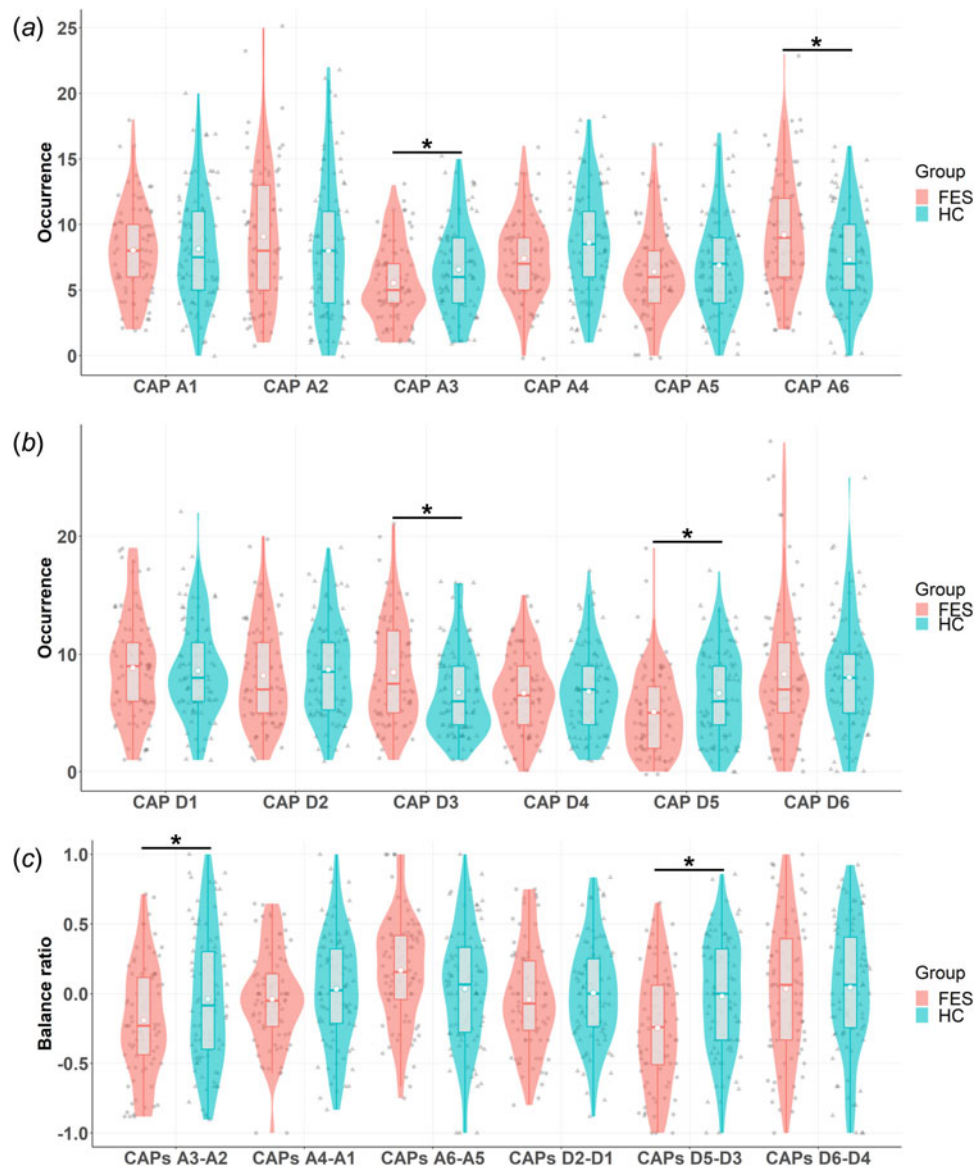 (a)
25
20
15
10
5
0
Occurrence
*
*
CAP A1 CAP A2 CAP A3 CAP A4 CAP A5 CAP A6
Group
FES
HC
(b)
20
10
0
Occurrence
*
*
CAP D1 CAP D2 CAP D3 CAP D4 CAP D5 CAP D6
Group
FES
HC
(c)
1.0
0.5
0.0
-0.5
-1.0
Balance ratio
*
*
CAPs A3-A2 CAPs A4-A1 CAPs A6-A5 CAPs D2-D1 CAPs D5-D3 CAPs D6-D4
Group
FES
HC